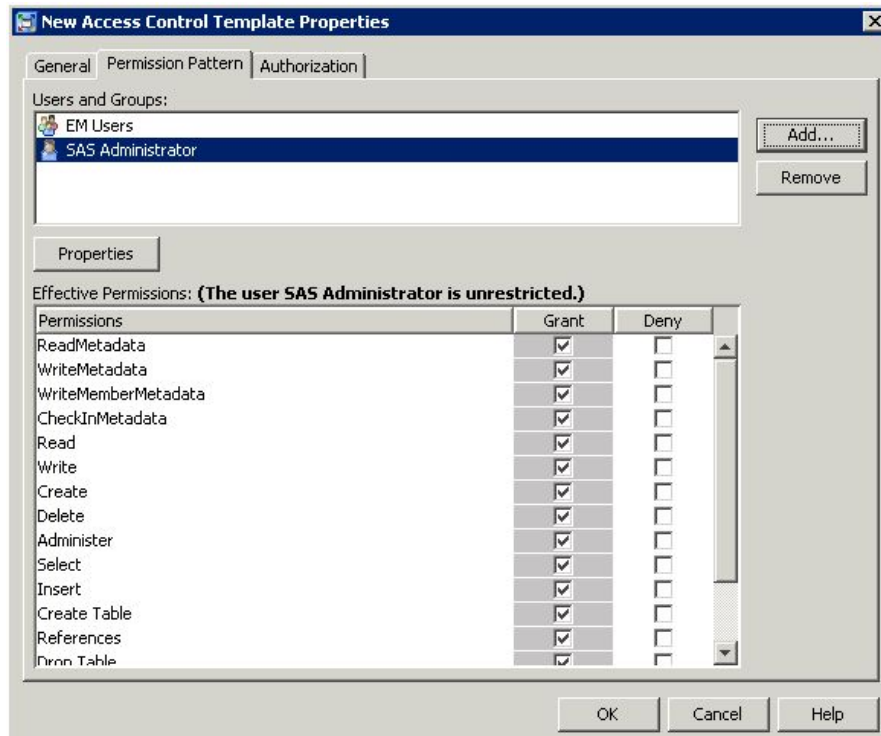 New Access Control Template Properties
General Permission Pattern Authorization
Users and Groups:
EM Users
SAS Administrator
Add...
Remove
Properties
Effective Permissions: (The user SAS Administrator is unrestricted.)
Permissions Grant Deny
ReadMetadata
WriteMetadata
WriteMemberMetadata
CheckInMetadata
Read
Write
Create
Delete
Administer
Select
Insert
Create Table
References
Drop Table
OK Cancel Help